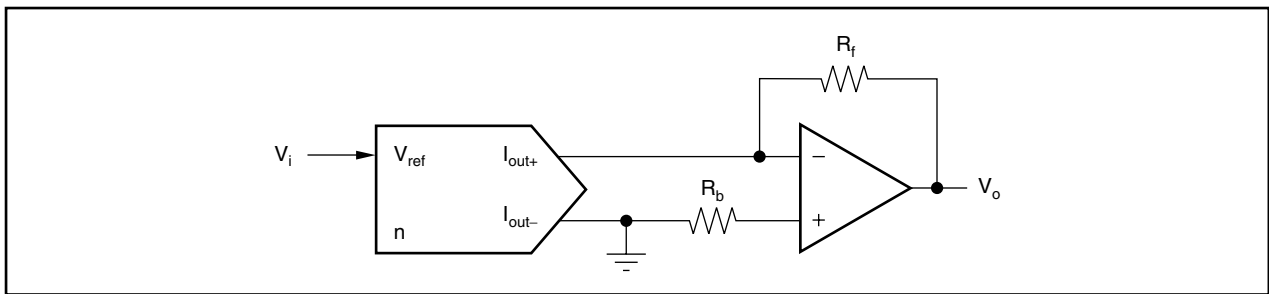 R_f
V_i
V_ref
I_out+
−
R_b
V_o
I_out−
+
n